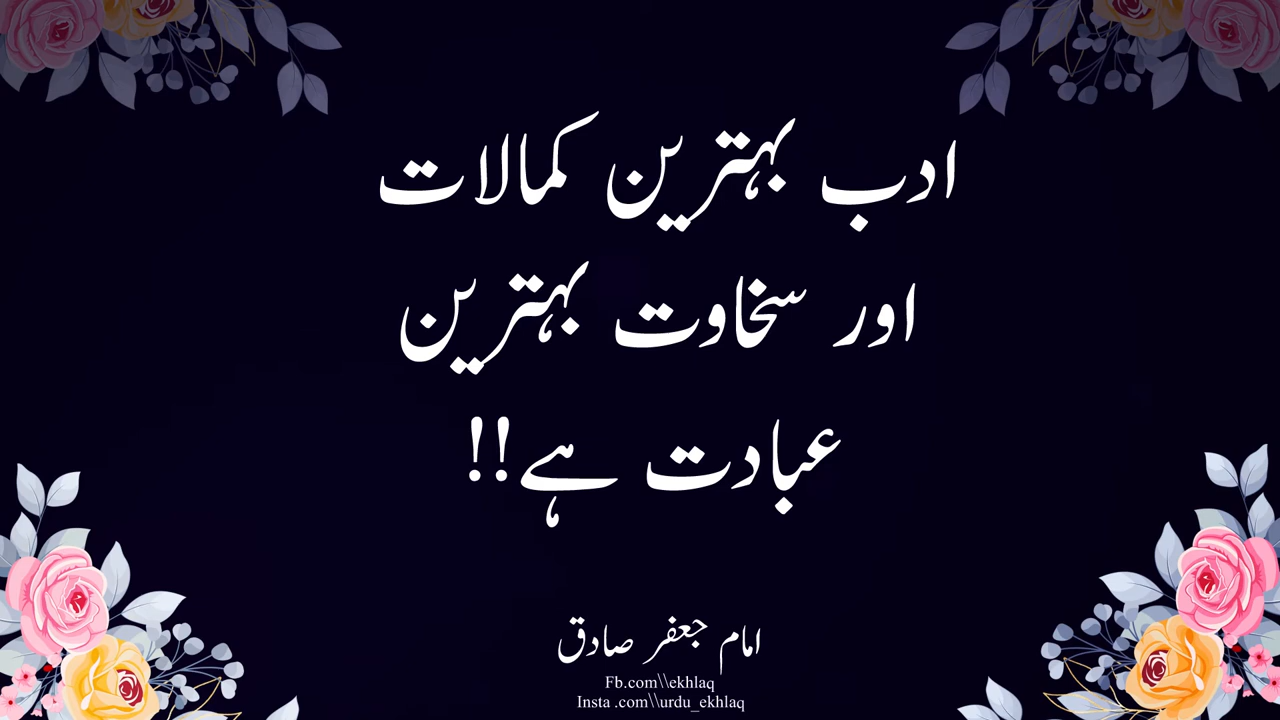 ادب بہترین کمالات
اور سخاوت بہترین
عبادت ہے!!
امام جعفر صادق
Fb.com\\ekhlaq
Insta .com\\urdu_ekhlaq